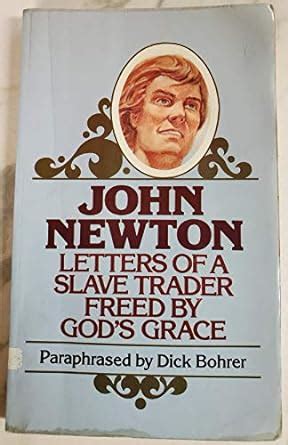 JOHN
NEWTON
LETTERS OF A
SLAVE TRADER
FREED BY
GOD'S GRACE
Paraphrased by Dick Bohrer